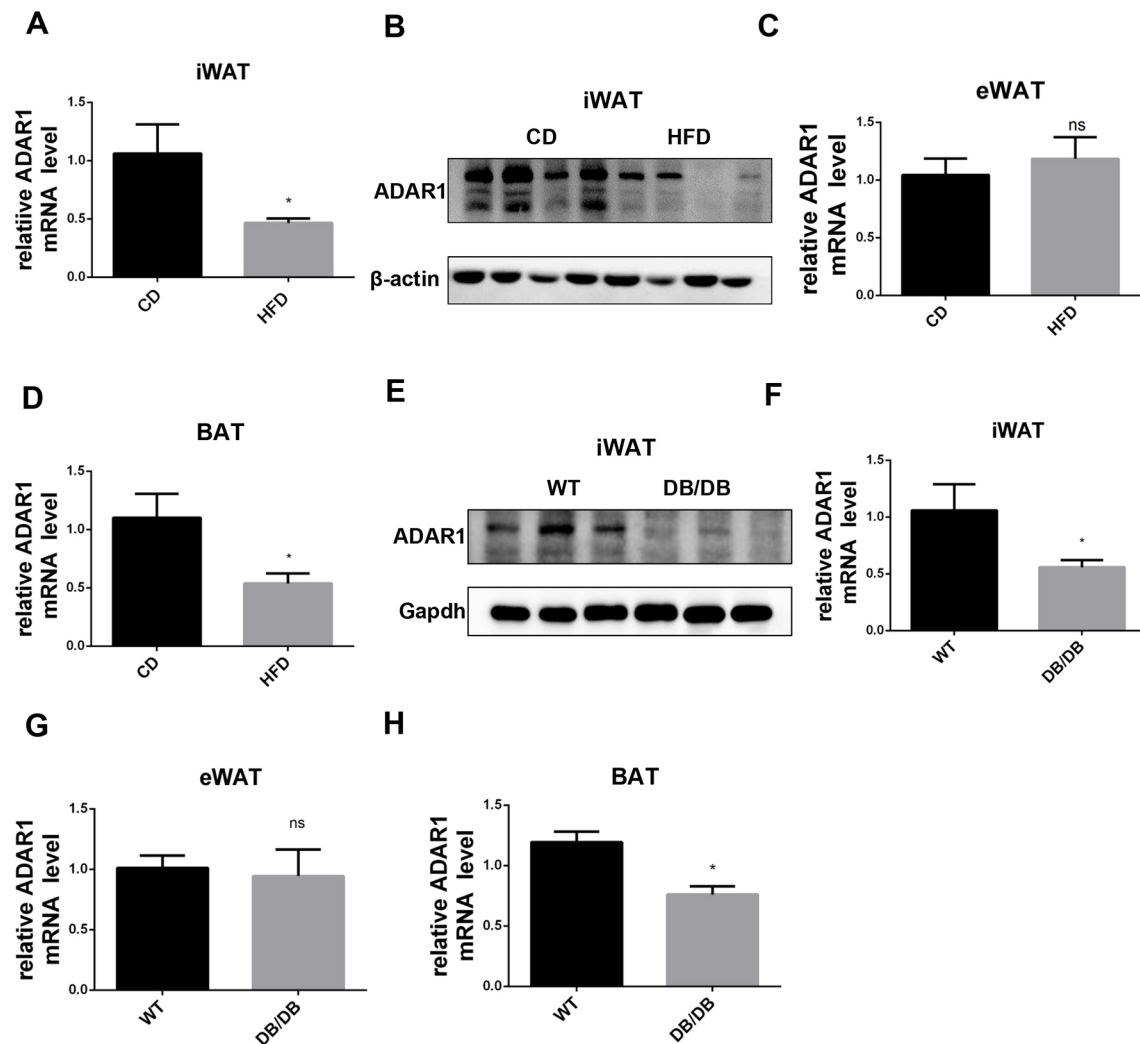 A
iWAT
relatiive ADAR1
mRNA level
1.5
1.0
0.5
0.0
*
CD
HFD
B
iWAT
CD HFD
ADAR1
β-actin
C
eWAT
relative ADAR1
mRNA level
1.5
1.0
0.5
0.0
ns
CD
HFD
D
BAT
relative ADAR1
mRNA level
1.5
1.0
0.5
0.0
*
CD
HFD
E
iWAT
WT DB/DB
ADAR1
Gapdh
F
iWAT
relative ADAR1
mRNA level
1.5
1.0
0.5
0.0
*
WT
DB/DB
G
eWAT
relative ADAR1
mRNA level
1.5
1.0
0.5
0.0
ns
WT
DB/DB
H
BAT
relative ADAR1
mRNA level
1.5
1.0
0.5
0.0
*
WT
DB/DB